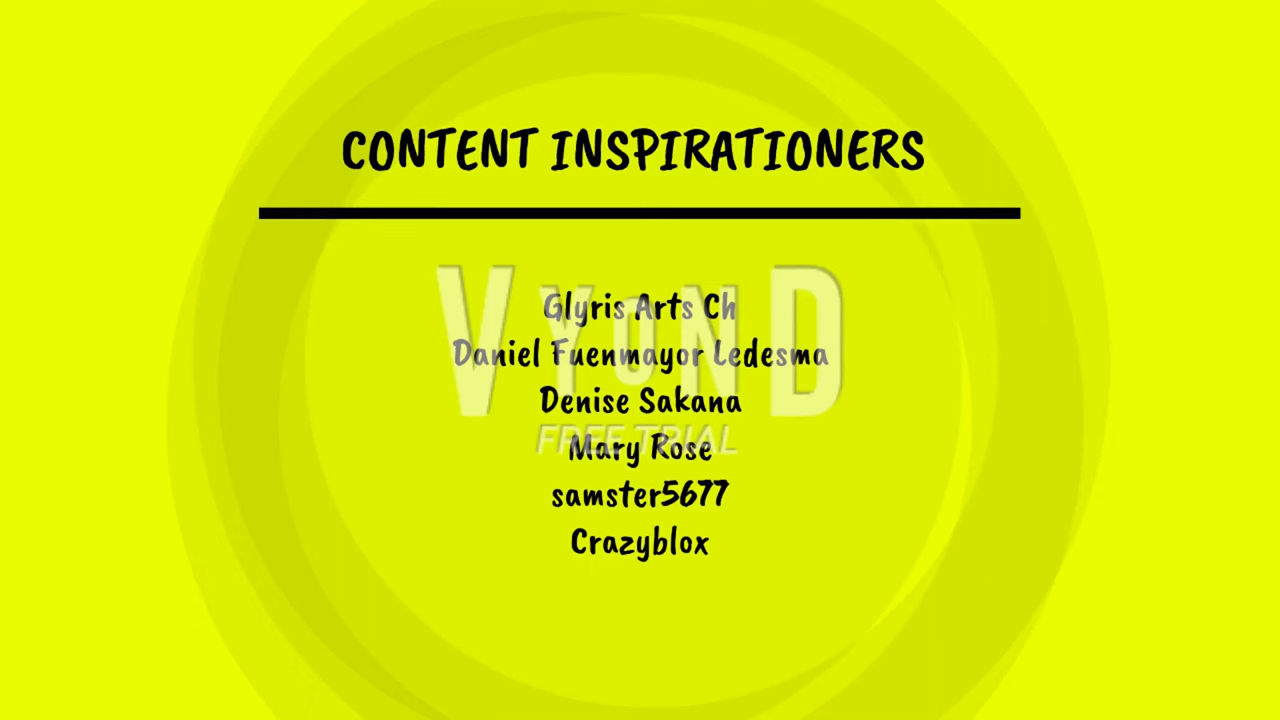 CONTENT INSPIRATIONERS
Glyris Arts Ch
Daniel Fuenmayor Ledesma
Denise Sakana
Mary Rose
samster5677
Crazyblox
VYOND
FREE TRIAL